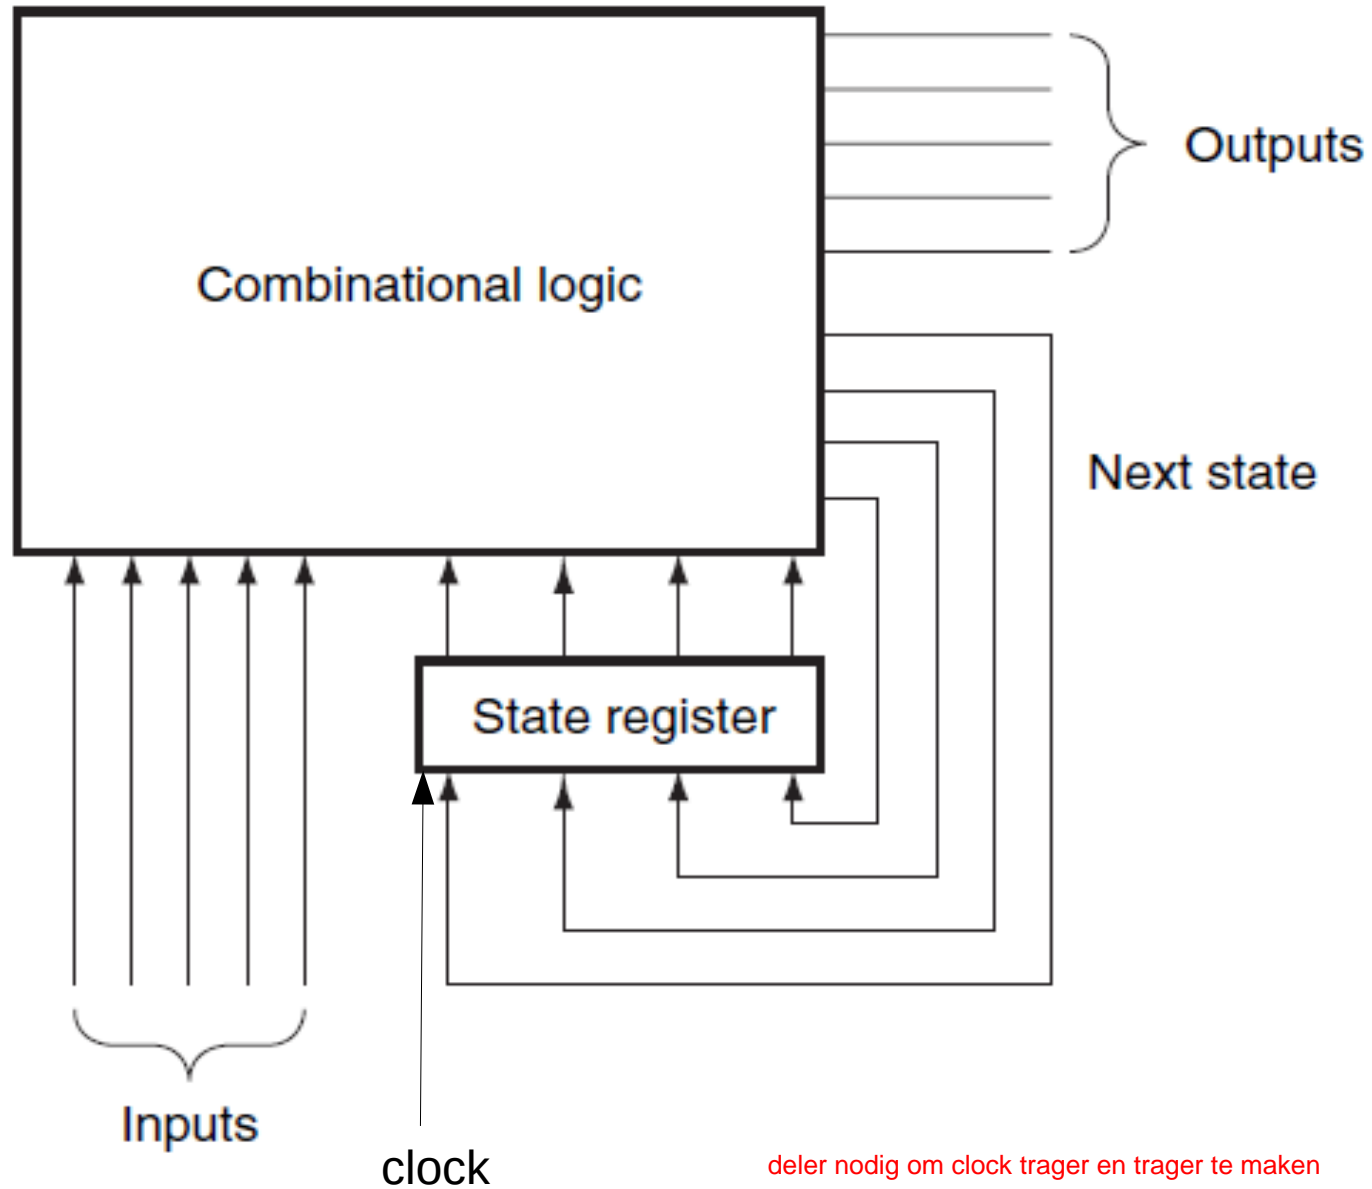 Outputs
Combinational logic
Next state
State register
Inputs
clock
deler nodig om clock trager en trager te maken